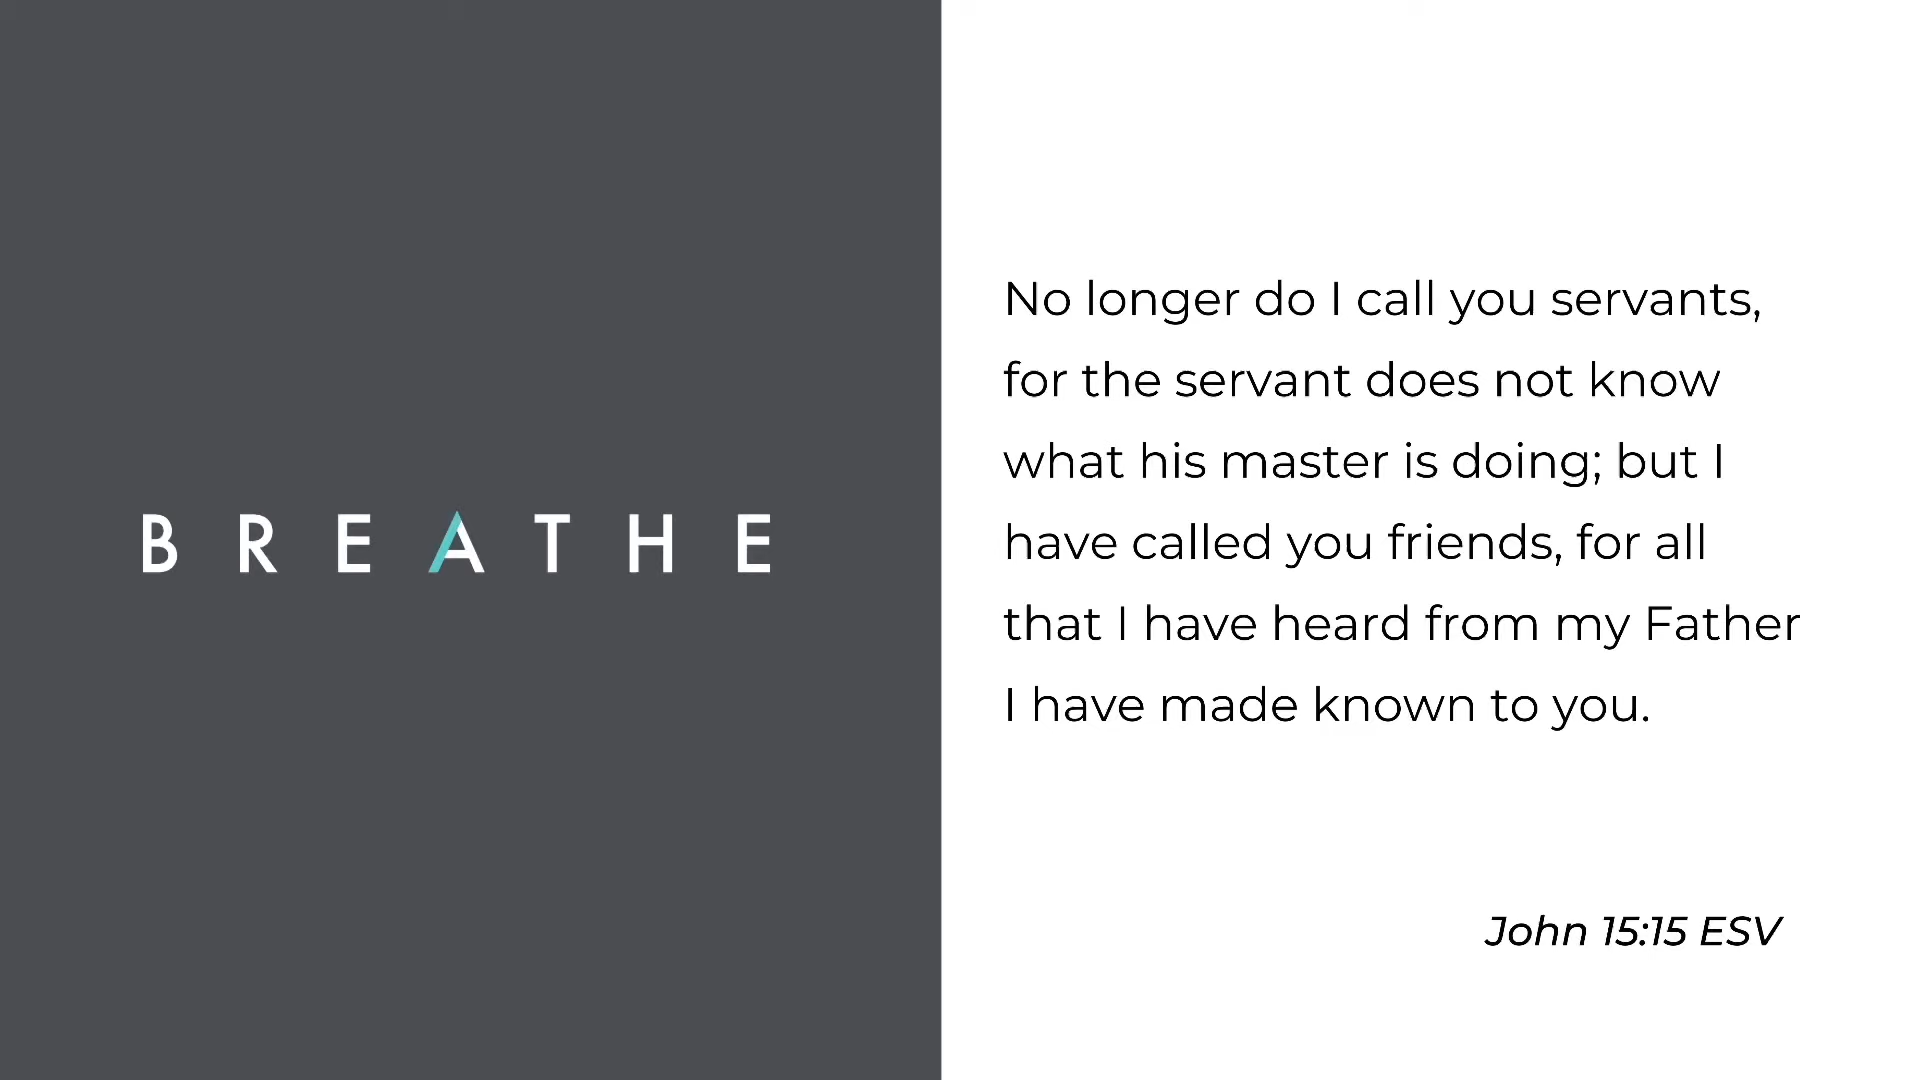 BREATHE
No longer do I call you servants,
for the servant does not know
what his master is doing; but I
have called you friends, for all
that I have heard from my Father
I have made known to you.
John 15:15 ESV